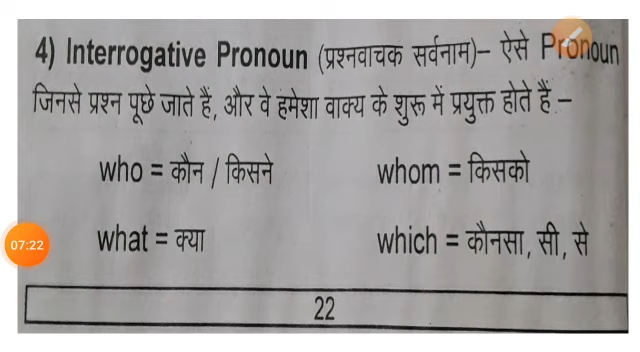 4) Interrogative Pronoun (प्रश्नवाचक सर्वनाम)– ऐसे Pronoun
जिनसे प्रश्न पूछे जाते हैं, और वे हमेशा वाक्य के शुरू में प्रयुक्त होते हैं –
who = कौन / किसने whom = किसको
what = क्या which = कौनसा, सी, से
07:22
22